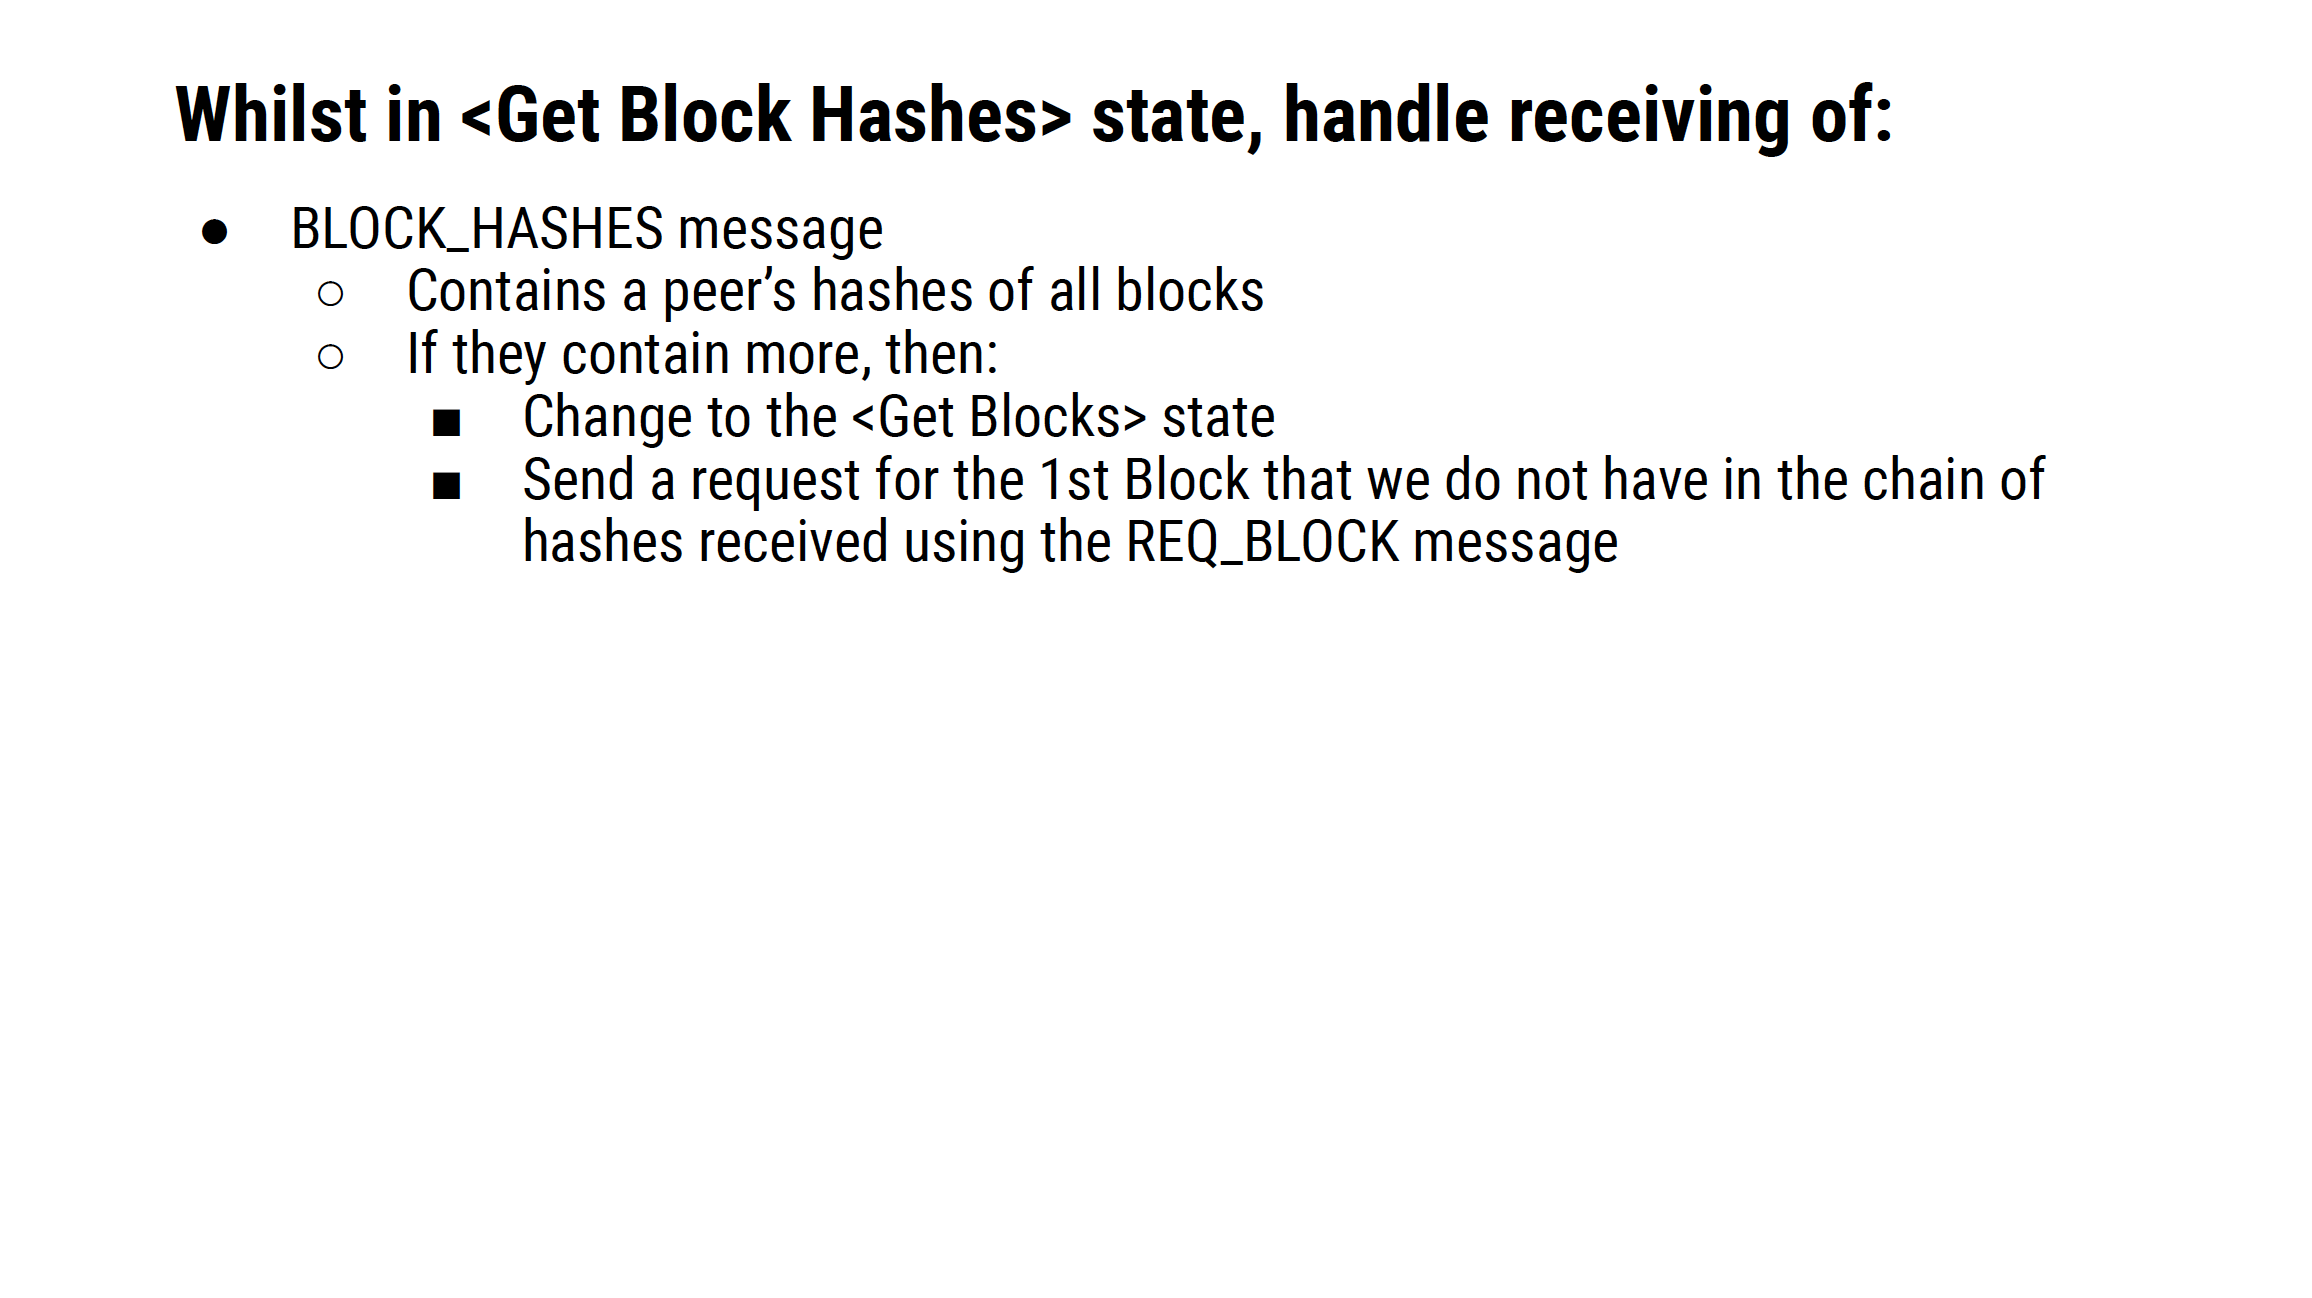 Whilst in <Get Block Hashes> state, handle receiving of:
● BLOCK_HASHES message
○ Contains a peer’s hashes of all blocks
○ If they contain more, then:
■ Change to the <Get Blocks> state
■ Send a request for the 1st Block that we do not have in the chain of
hashes received using the REQ_BLOCK message